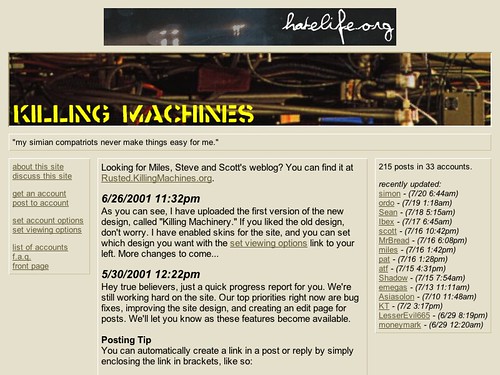 hatelife.org
KILLING MACHINES
"my simian compatriots never make things easy for me."
about this site
discuss this site
get an account
post to account
set account options
set viewing options
list of accounts
f.a.q.
front page
Looking for Miles, Steve and Scott's weblog? You can find it at
Rusted.KillingMachines.org.
6/26/2001 11:32pm
As you can see, I have uploaded the first version of the new
design, called "Killing Machinery." If you liked the old design,
don't worry. I have enabled skins for the site, and you can set
which design you want with the set viewing options link to your
left. More changes to come...
5/30/2001 12:22pm
Hey true believers, just a quick progress report for you. We're
still working hard on the site. Our top priorities right now are bug
fixes, improving the site design, and creating an edit page for
posts. We'll let you know as these features become available.
Posting Tip
You can automatically create a link in a post or reply by simply
enclosing the link in brackets, like so:
215 posts in 33 accounts.
recently updated:
simon - (7/20 6:44am)
ordo - (7/19 1:18am)
Sean - (7/18 5:15am)
Ibex - (7/17 6:45am)
scott - (7/16 10:42pm)
MrBread - (7/16 6:08pm)
miles - (7/16 1:42pm)
pat - (7/16 1:28pm)
atf - (7/15 4:31pm)
Shadow - (7/15 7:54am)
emegas - (7/13 11:11am)
Asiasolon - (7/10 11:48am)
KT - (7/2 3:17pm)
LesserEvil665 - (6/29 8:19pm)
moneymark - (6/29 12:20am)